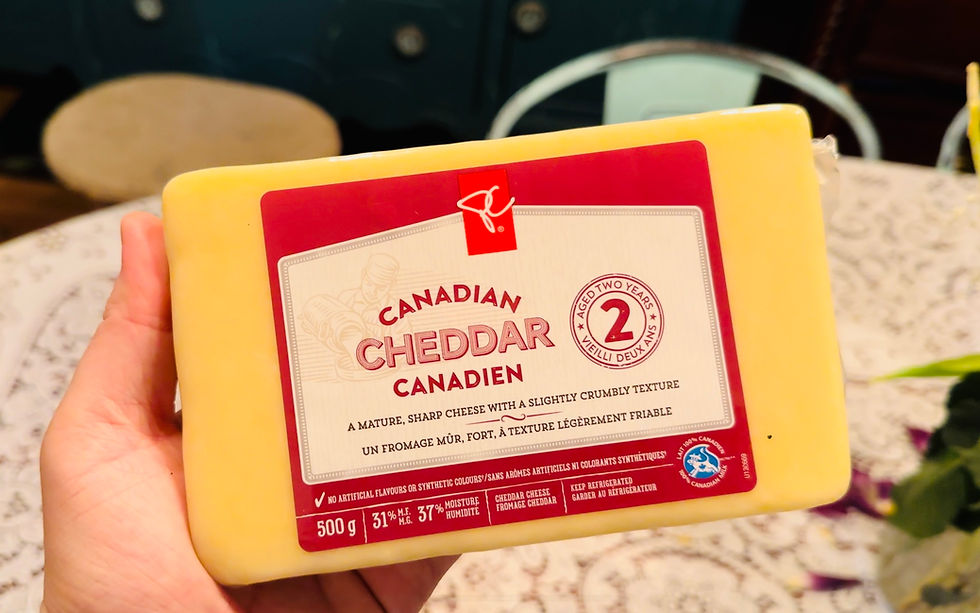 PC®
CANADIAN
CHEDDAR
CANADIEN
AGED TWO YEARS
2
VIEILLI DEUX ANS
A MATURE, SHARP CHEESE WITH A SLIGHTLY CRUMBLY TEXTURE
UN FROMAGE MÛR, FORT, À TEXTURE LÉGÈREMENT FRIABLE
NO ARTIFICIAL FLAVOURS OR SYNTHETIC COLOURS†/SANS ARÔMES ARTIFICIELS NI COLORANTS SYNTHÉTIQUES†
500 g
31% M.F.
M.G.
37% MOISTURE
HUMIDITÉ
CHEDDAR CHEESE
FROMAGE CHEDDAR
KEEP REFRIGERATED
GARDER AU RÉFRIGÉRATEUR
LAIT 100% CANADIEN
100% CANADIAN MILK